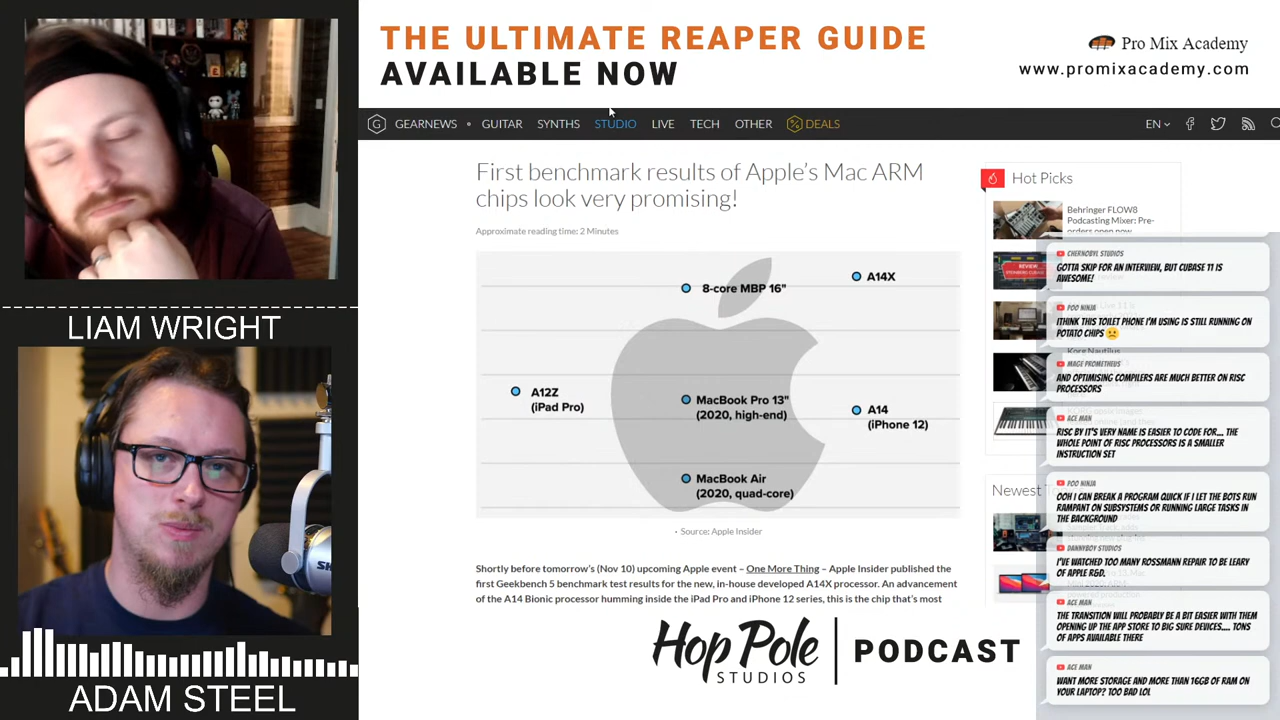 THE ULTIMATE REAPER GUIDE
AVAILABLE NOW
Pro Mix Academy
www.promixacademy.com
GEARNEWS • GUITAR SYNTHS STUDIO LIVE TECH OTHER DEALS EN
First benchmark results of Apple's Mac ARM
chips look very promising!
Approximate reading time: 2 Minutes
8-core MBP 16"
A14X
A12Z
(iPad Pro)
MacBook Pro 13"
(2020, high-end)
A14
(iPhone 12)
MacBook Air
(2020, quad-core)
• Source: Apple Insider
Shortly before tomorrow's (Nov 10) upcoming Apple event – One More Thing – Apple Insider published the
first Geekbench 5 benchmark test results for the new, in-house developed A14X processor. An advancement
of the A14 Bionic processor humming inside the iPad Pro and iPhone 12 series, this is the chip that's most
Hot Picks
Behringer FLOW8
Podcasting Mixer: Pre-
orders open now
REVIEW
Newest
CHERNOBYL STUDIOS
GOTTA SKIP FOR AN INTERVIEW, BUT CUBASE 11 IS
AWESOME!
POO NINJA
ITHINK THIS TOILET PHONE I'M USING IS STILL RUNNING ON
POTATO CHIPS 🙁
MAGE PROMETHEUS
AND OPTIMISING COMPILERS ARE MUCH BETTER ON RISC
PROCESSORS
ACE MAN
RISC BY IT'S VERY NAME IS EASIER TO CODE FOR.... THE
WHOLE POINT OF RISC PROCESSORS IS A SMALLER
INSTRUCTION SET
POO NINJA
OOH I CAN BREAK A PROGRAM QUICK IF I LET THE BOTS RUN
RAMPANT ON SUBSYSTEMS OR RUNNING LARGE TASKS IN
THE BACKGROUND
DANNYBOY STUDIOS
I'VE WATCHED TOO MANY ROSSMANN REPAIR TO BE LEARY
OF APPLE R&D.
ACE MAN
THE TRANSITION WILL PROBABLY BE A BIT EASIER WITH THEM
OPENING UP THE APP STORE TO BIG SURE DEVICES.... TONS
OF APPS AVAILABLE THERE
ACE MAN
WANT MORE STORAGE AND MORE THAN 16GB OF RAM ON
YOUR LAPTOP? TOO BAD LOL
LIAM WRIGHT
ADAM STEEL
Hop Pole
STUDIOS
PODCAST